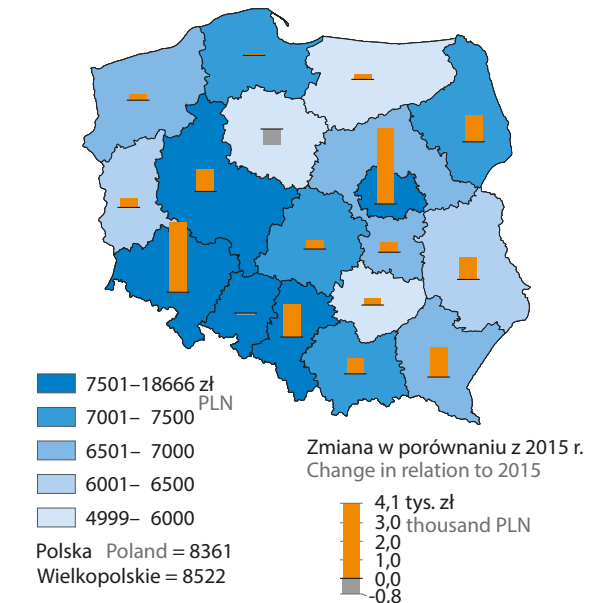 7501–18666 zł
PLN
7001– 7500
6501– 7000
6001– 6500
4999– 6000
Polska Poland = 8361
Wielkopolskie = 8522
Zmiana w porównaniu z 2015 r.
Change in relation to 2015
4,1 tys. zł
3,0 thousand PLN
2,0
1,0
0,0
-0,8